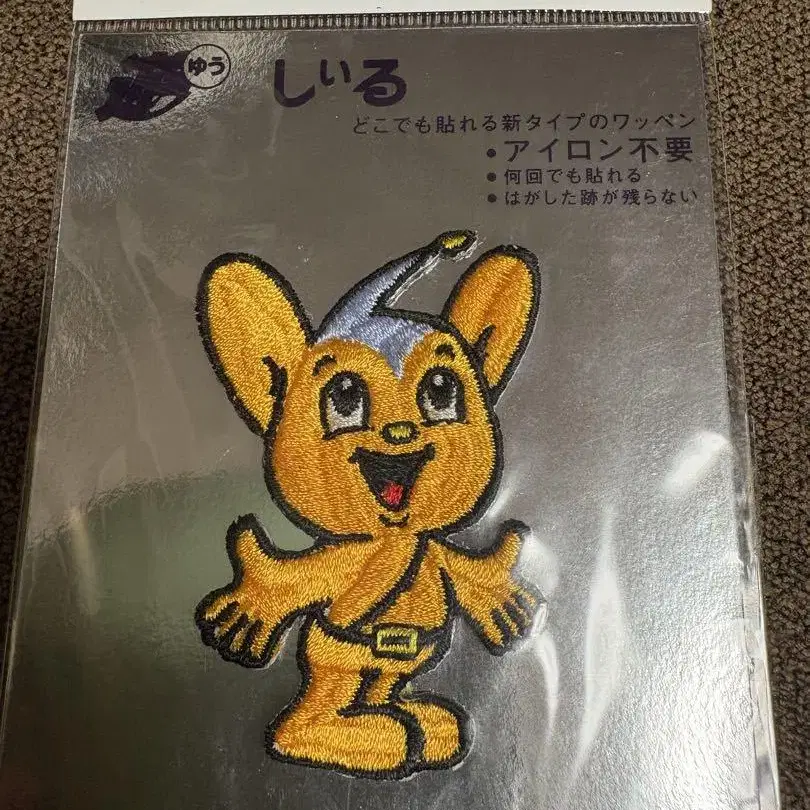 ゆう
しぃる
どこでも貼れる新タイプのワッペン
●アイロン不要
●何回でも貼れる
●はがした跡が残らない